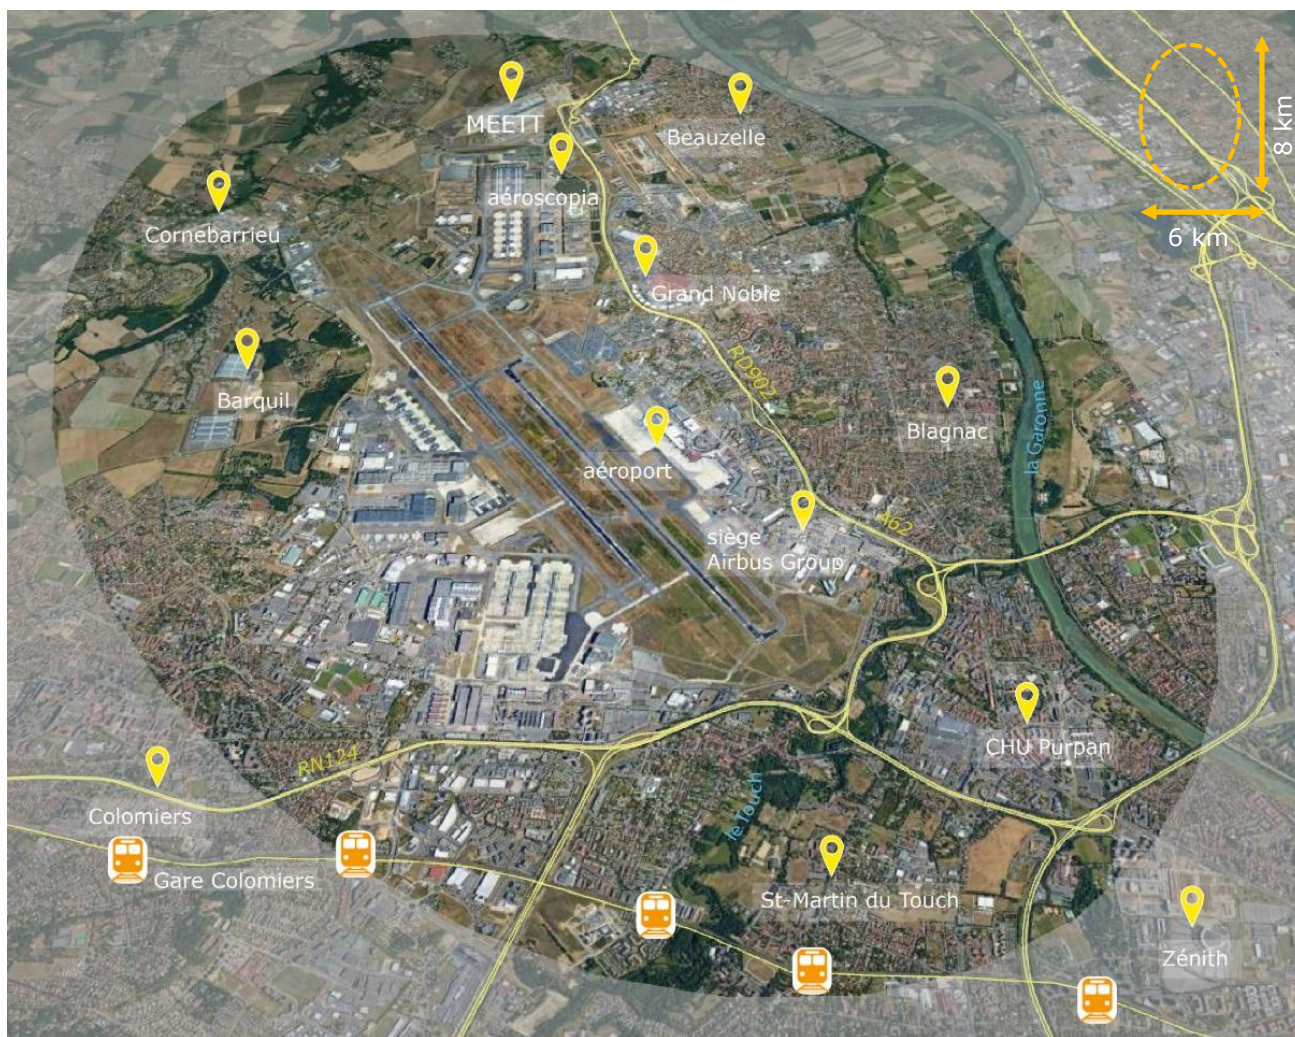 MEETT
Beauzelle
8 km
aéroscopia
Cornebarrieu
6 km
Grand Noble
RD902
Barquil
Blagnac
la Garonne
aéroport
A62
siège
Airbus Group
CHU Purpan
RN124
le Touch
Colomiers
Gare Colomiers
St-Martin du Touch
Zénith